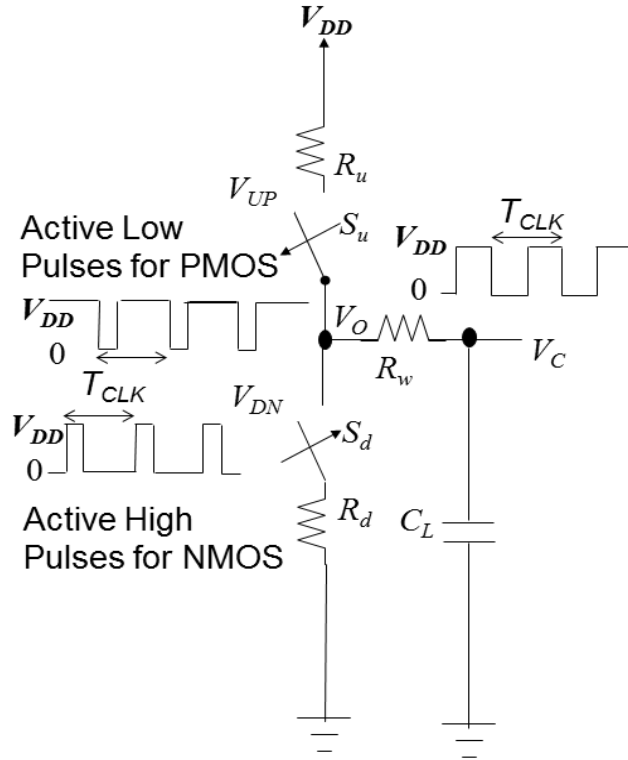 V_DD
R_u
V_UP
Active Low
Pulses for PMOS
S_u
V_DD
0
T_CLK
V_DD
0
T_CLK
V_O
R_w
V_C
V_DN
V_DD
0
S_d
Active High
Pulses for NMOS
R_d
C_L